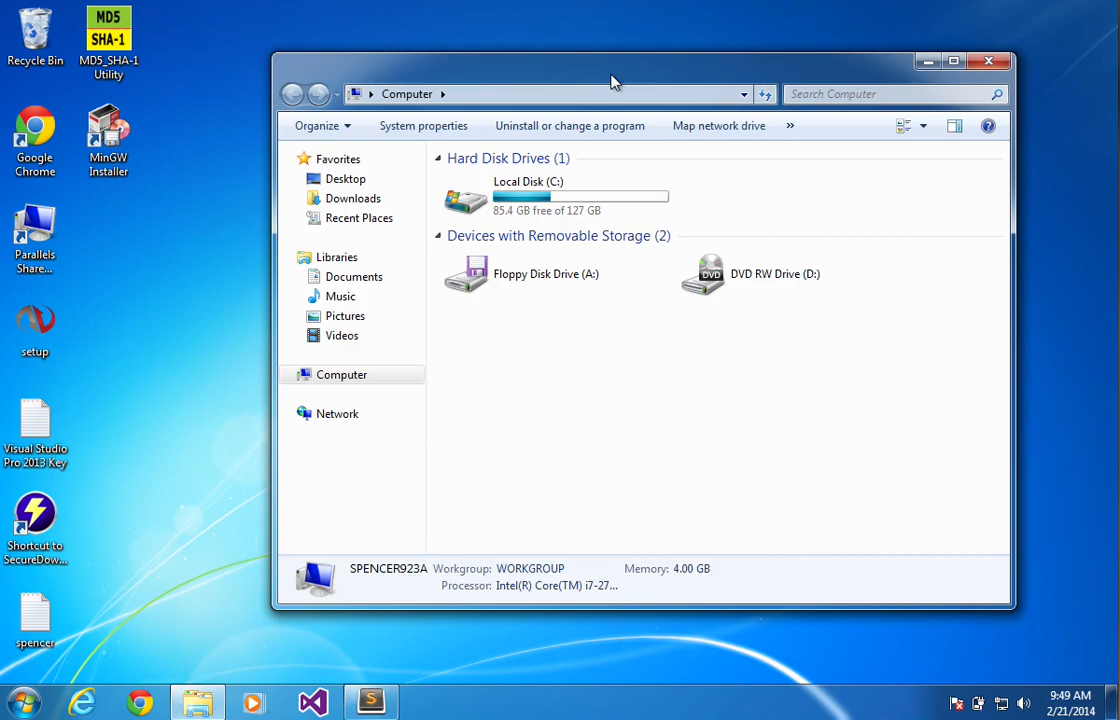 Recycle Bin
MD5
SHA-1
MD5_SHA-1
Utility
Google
Chrome
MinGW
Installer
Parallels
Share...
setup
Visual Studio
Pro 2013 Key
Shortcut to
SecureDow...
spencer
Computer
Search Computer
Organize
System properties
Uninstall or change a program
Map network drive
»
Favorites
Desktop
Downloads
Recent Places
Libraries
Documents
Music
Pictures
Videos
Computer
Network
Hard Disk Drives (1)
Local Disk (C:)
85.4 GB free of 127 GB
Devices with Removable Storage (2)
Floppy Disk Drive (A:)
DVD
DVD RW Drive (D:)
SPENCER923A Workgroup: WORKGROUP Memory: 4.00 GB
Processor: Intel(R) Core(TM) i7-27...
9:49 AM
2/21/2014